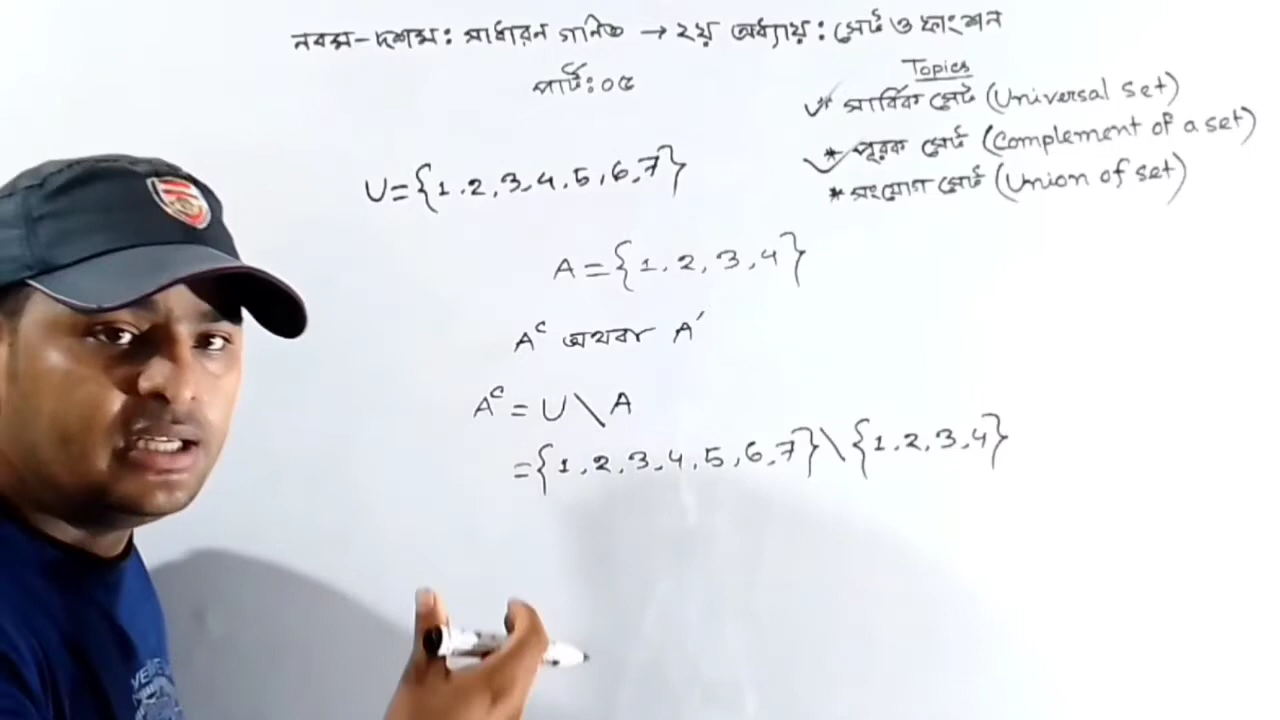 নবম-দশম: সাধারন গনিত → ২য় অধ্যায়: সেট ও ফাংশন
পার্ট: ০৫
Topics
* সার্বিক সেট (Universal set)
* পূরক সেট (Complement of a set)
* সংযোগ সেট (Union of set)
U={1,2,3,4,5,6,7}
A={1,2,3,4}
Aᶜ অথবা A′
Aᶜ = U \ A
={1,2,3,4,5,6,7}\{1,2,3,4}